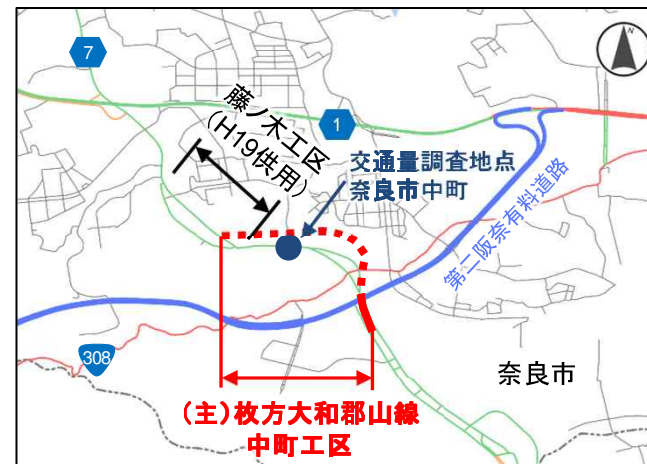 N
7
藤ノ木工区
(H19供用)
1
交通量調査地点
奈良市中町
第二阪奈有料道路
308
奈良市
(主)枚方大和郡山線
中町工区